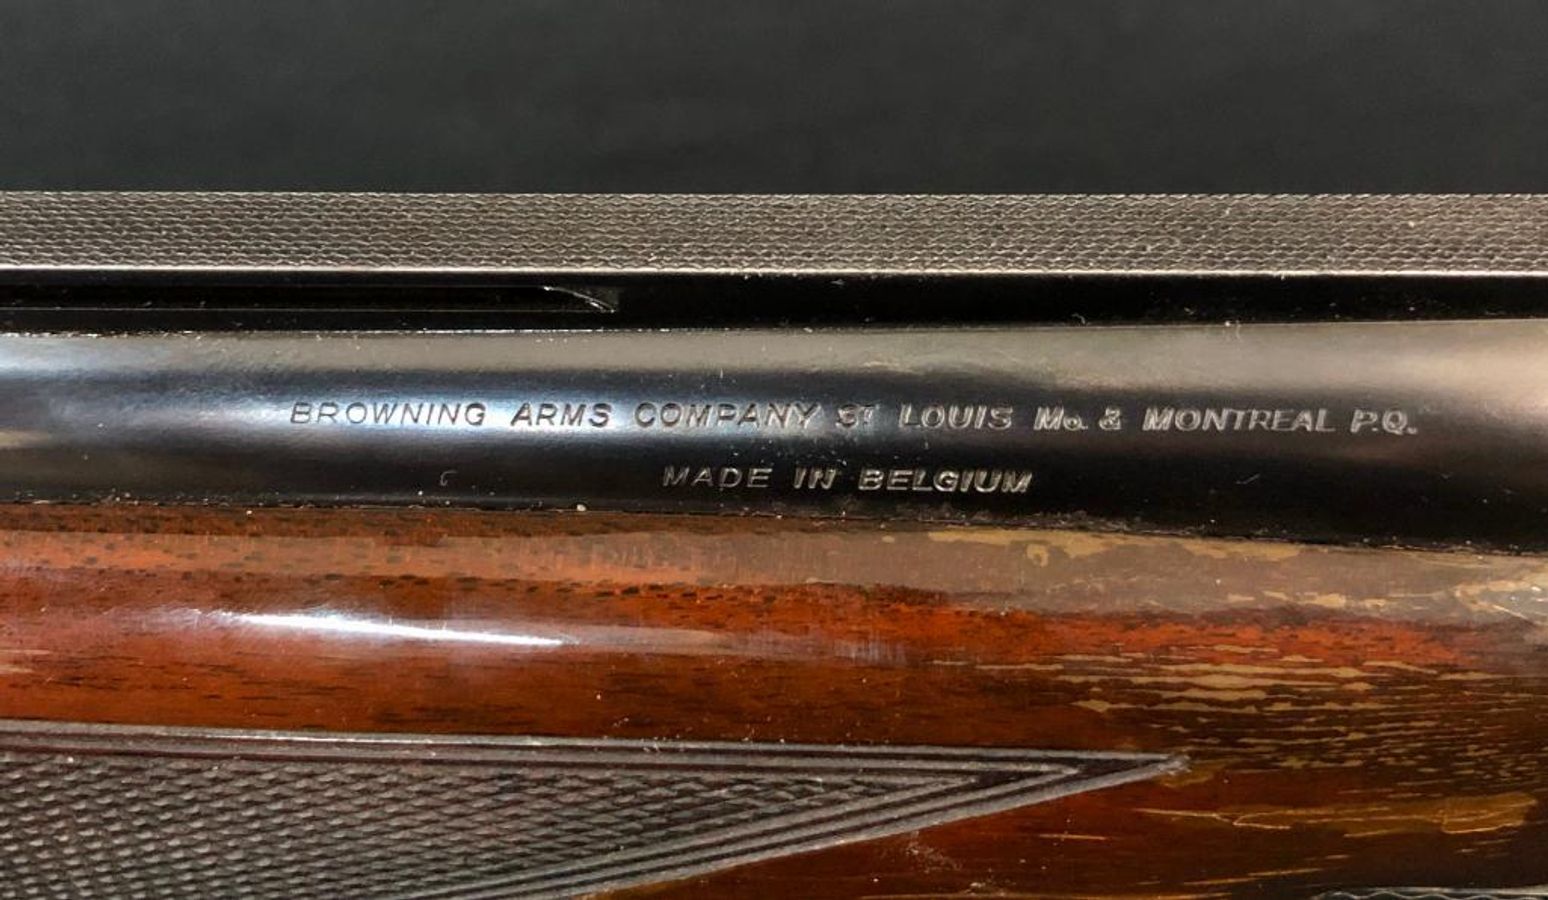 BROWNING ARMS COMPANY ST LOUIS Mo. & MONTREAL P.Q.
MADE IN BELGIUM